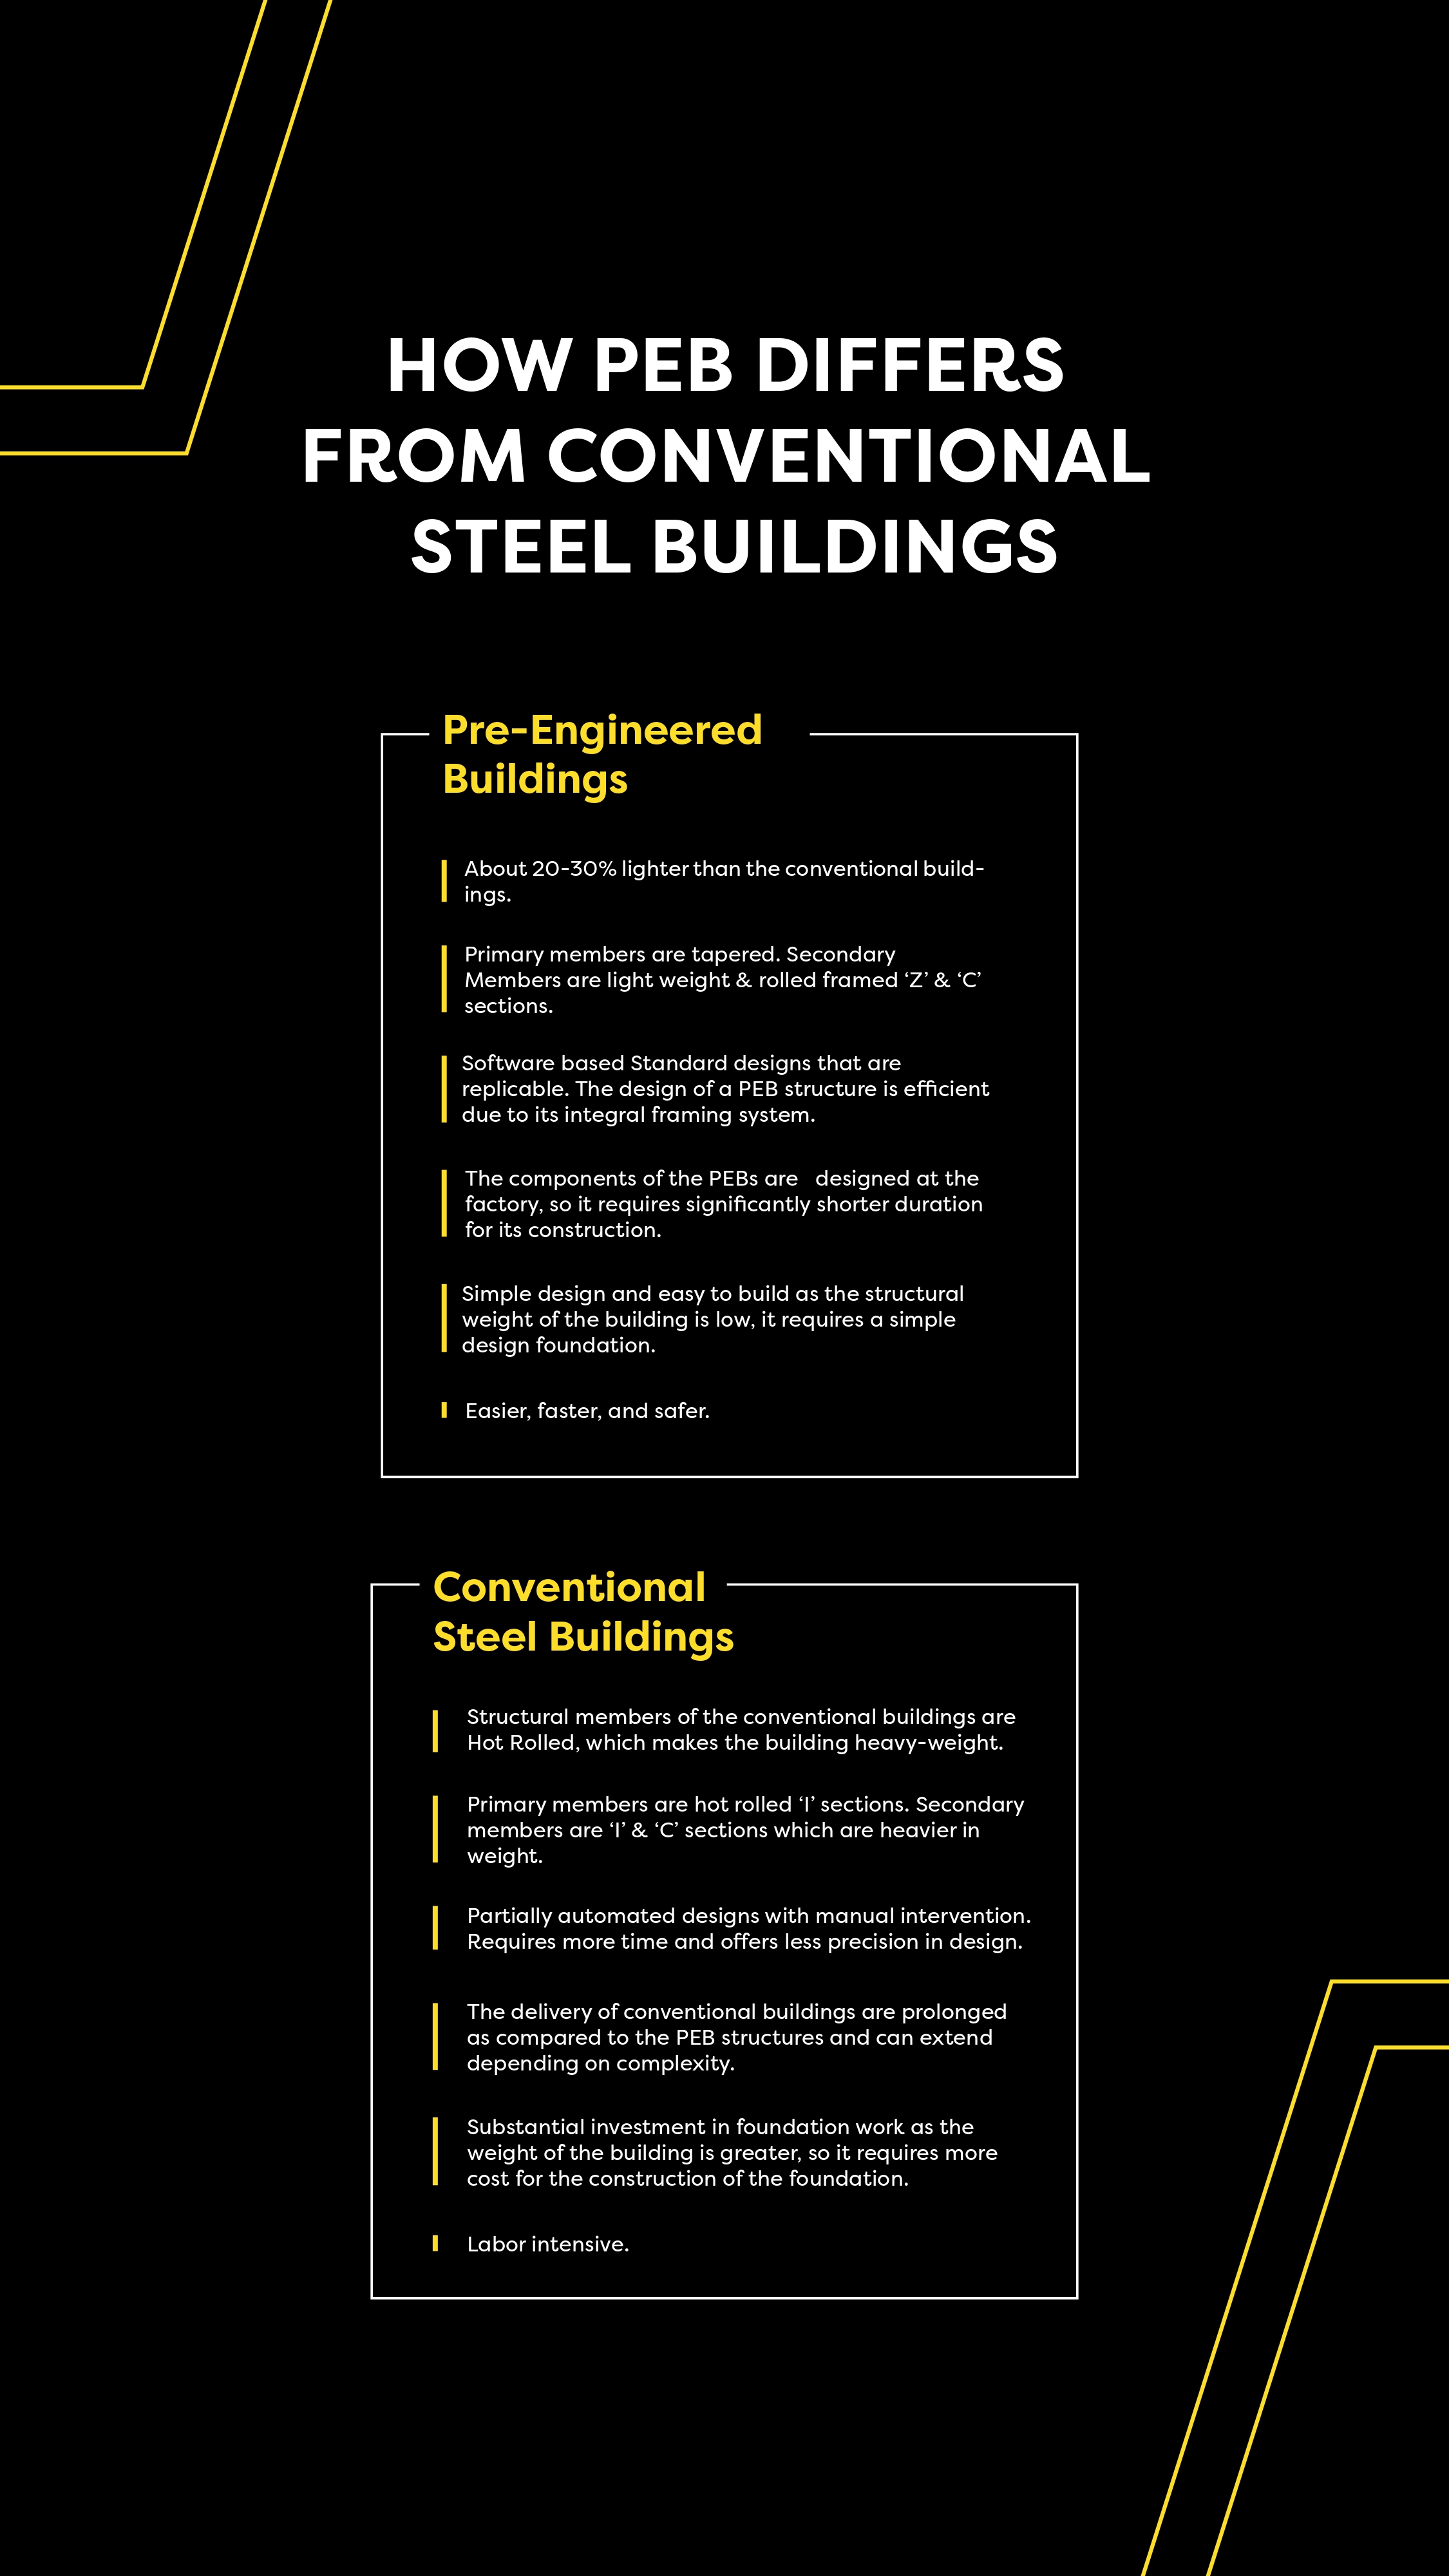 HOW PEB DIFFERS
FROM CONVENTIONAL
STEEL BUILDINGS
Pre-Engineered
Buildings
About 20-30% lighter than the conventional build-
ings.
Primary members are tapered. Secondary
Members are light weight & rolled framed ‘Z’ & ‘C’
sections.
Software based Standard designs that are
replicable. The design of a PEB structure is efficient
due to its integral framing system.
The components of the PEBs are designed at the
factory, so it requires significantly shorter duration
for its construction.
Simple design and easy to build as the structural
weight of the building is low, it requires a simple
design foundation.
Easier, faster, and safer.
Conventional
Steel Buildings
Structural members of the conventional buildings are
Hot Rolled, which makes the building heavy-weight.
Primary members are hot rolled ‘I’ sections. Secondary
members are ‘I’ & ‘C’ sections which are heavier in
weight.
Partially automated designs with manual intervention.
Requires more time and offers less precision in design.
The delivery of conventional buildings are prolonged
as compared to the PEB structures and can extend
depending on complexity.
Substantial investment in foundation work as the
weight of the building is greater, so it requires more
cost for the construction of the foundation.
Labor intensive.